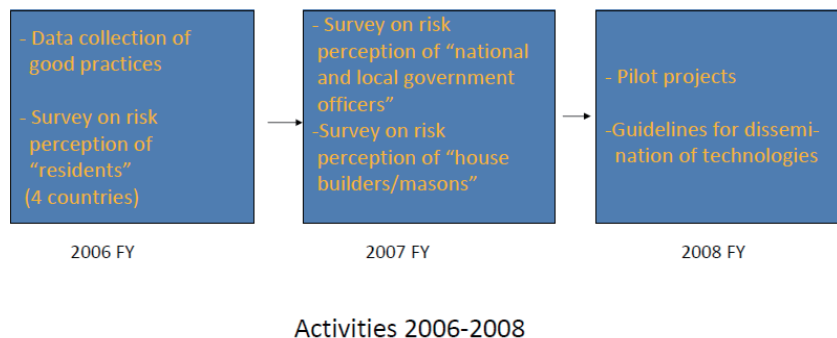 - Data collection of
good practices
- Survey on risk
perception of
"residents"
(4 countries)
- Survey on risk
perception of “national
and local government
officers”
-Survey on risk
perception of “house
builders/masons”
- Pilot projects
-Guidelines for dissemi-
nation of technologies
2006 FY
2007 FY
2008 FY
Activities 2006-2008